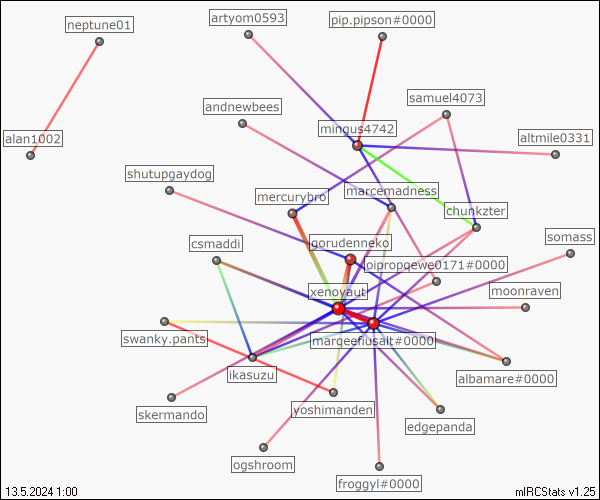 artyom0593
pip.pipson#0000
neptune01
samuel4073
andnewbees
mingus4742
alan1002
altmile0331
shutupgaydog
mercurybro
marcemadness
chunkzter
csmaddi
gorudenneko
somass
oipropqewe0171#0000
xenoyaut
moonraven
swanky.pants
marqeefiusalt#0000
ikasuzu
albamare#0000
skermando
yoshimanden
edgepanda
ogshroom
froggyl#0000
13.5.2024 1:00
mIRCStats v1.25